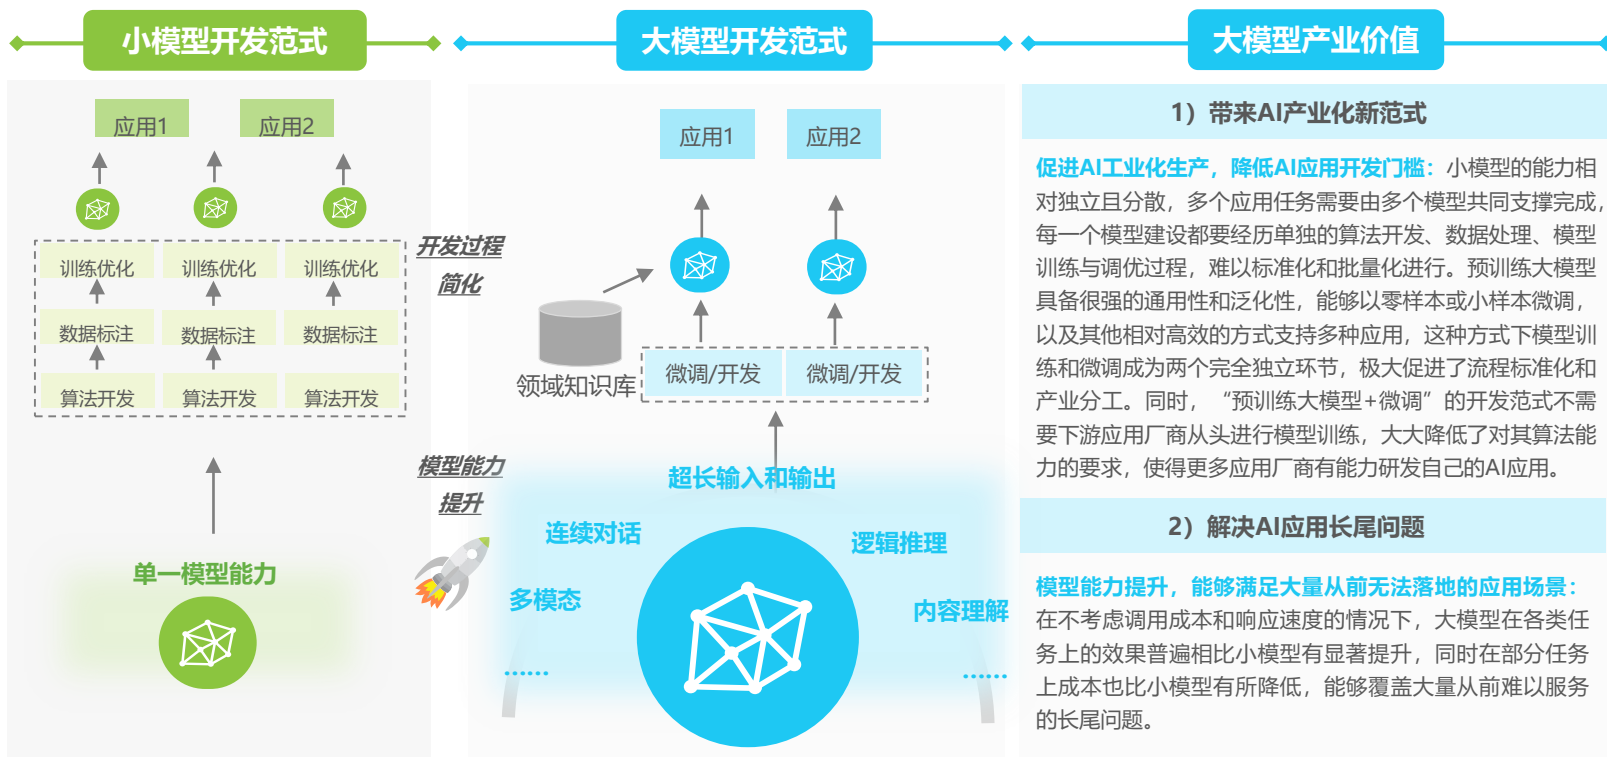 小模型开发范式
应用1
应用2
训练优化
训练优化
训练优化
数据标注
数据标注
数据标注
算法开发
算法开发
算法开发
单一模型能力
开发过程
简化
模型能力
提升
大模型开发范式
应用1
应用2
领域知识库
微调/开发
微调/开发
超长输入和输出
连续对话
逻辑推理
多模态
内容理解
......
......
大模型产业价值
1）带来AI产业化新范式
促进AI工业化生产，降低AI应用开发门槛：小模型的能力相
对独立且分散，多个应用任务需要由多个模型共同支撑完成，
每一个模型建设都要经历单独的算法开发、数据处理、模型
训练与调优过程，难以标准化和批量化进行。预训练大模型
具备很强的通用性和泛化性，能够以零样本或小样本微调，
以及其他相对高效的方式支持多种应用，这种方式下模型训
练和微调成为两个完全独立环节，极大促进了流程标准化和
产业分工。同时，“预训练大模型+微调”的开发范式不需
要下游应用厂商从头进行模型训练，大大降低了对其算法能
力的要求，使得更多应用厂商有能力研发自己的AI应用。
2）解决AI应用长尾问题
模型能力提升，能够满足大量从前无法落地的应用场景：
在不考虑调用成本和响应速度的情况下，大模型在各类任
务上的效果普遍相比小模型有显著提升，同时在部分任务
上成本也比小模型有所降低，能够覆盖大量从前难以服务
的长尾问题。